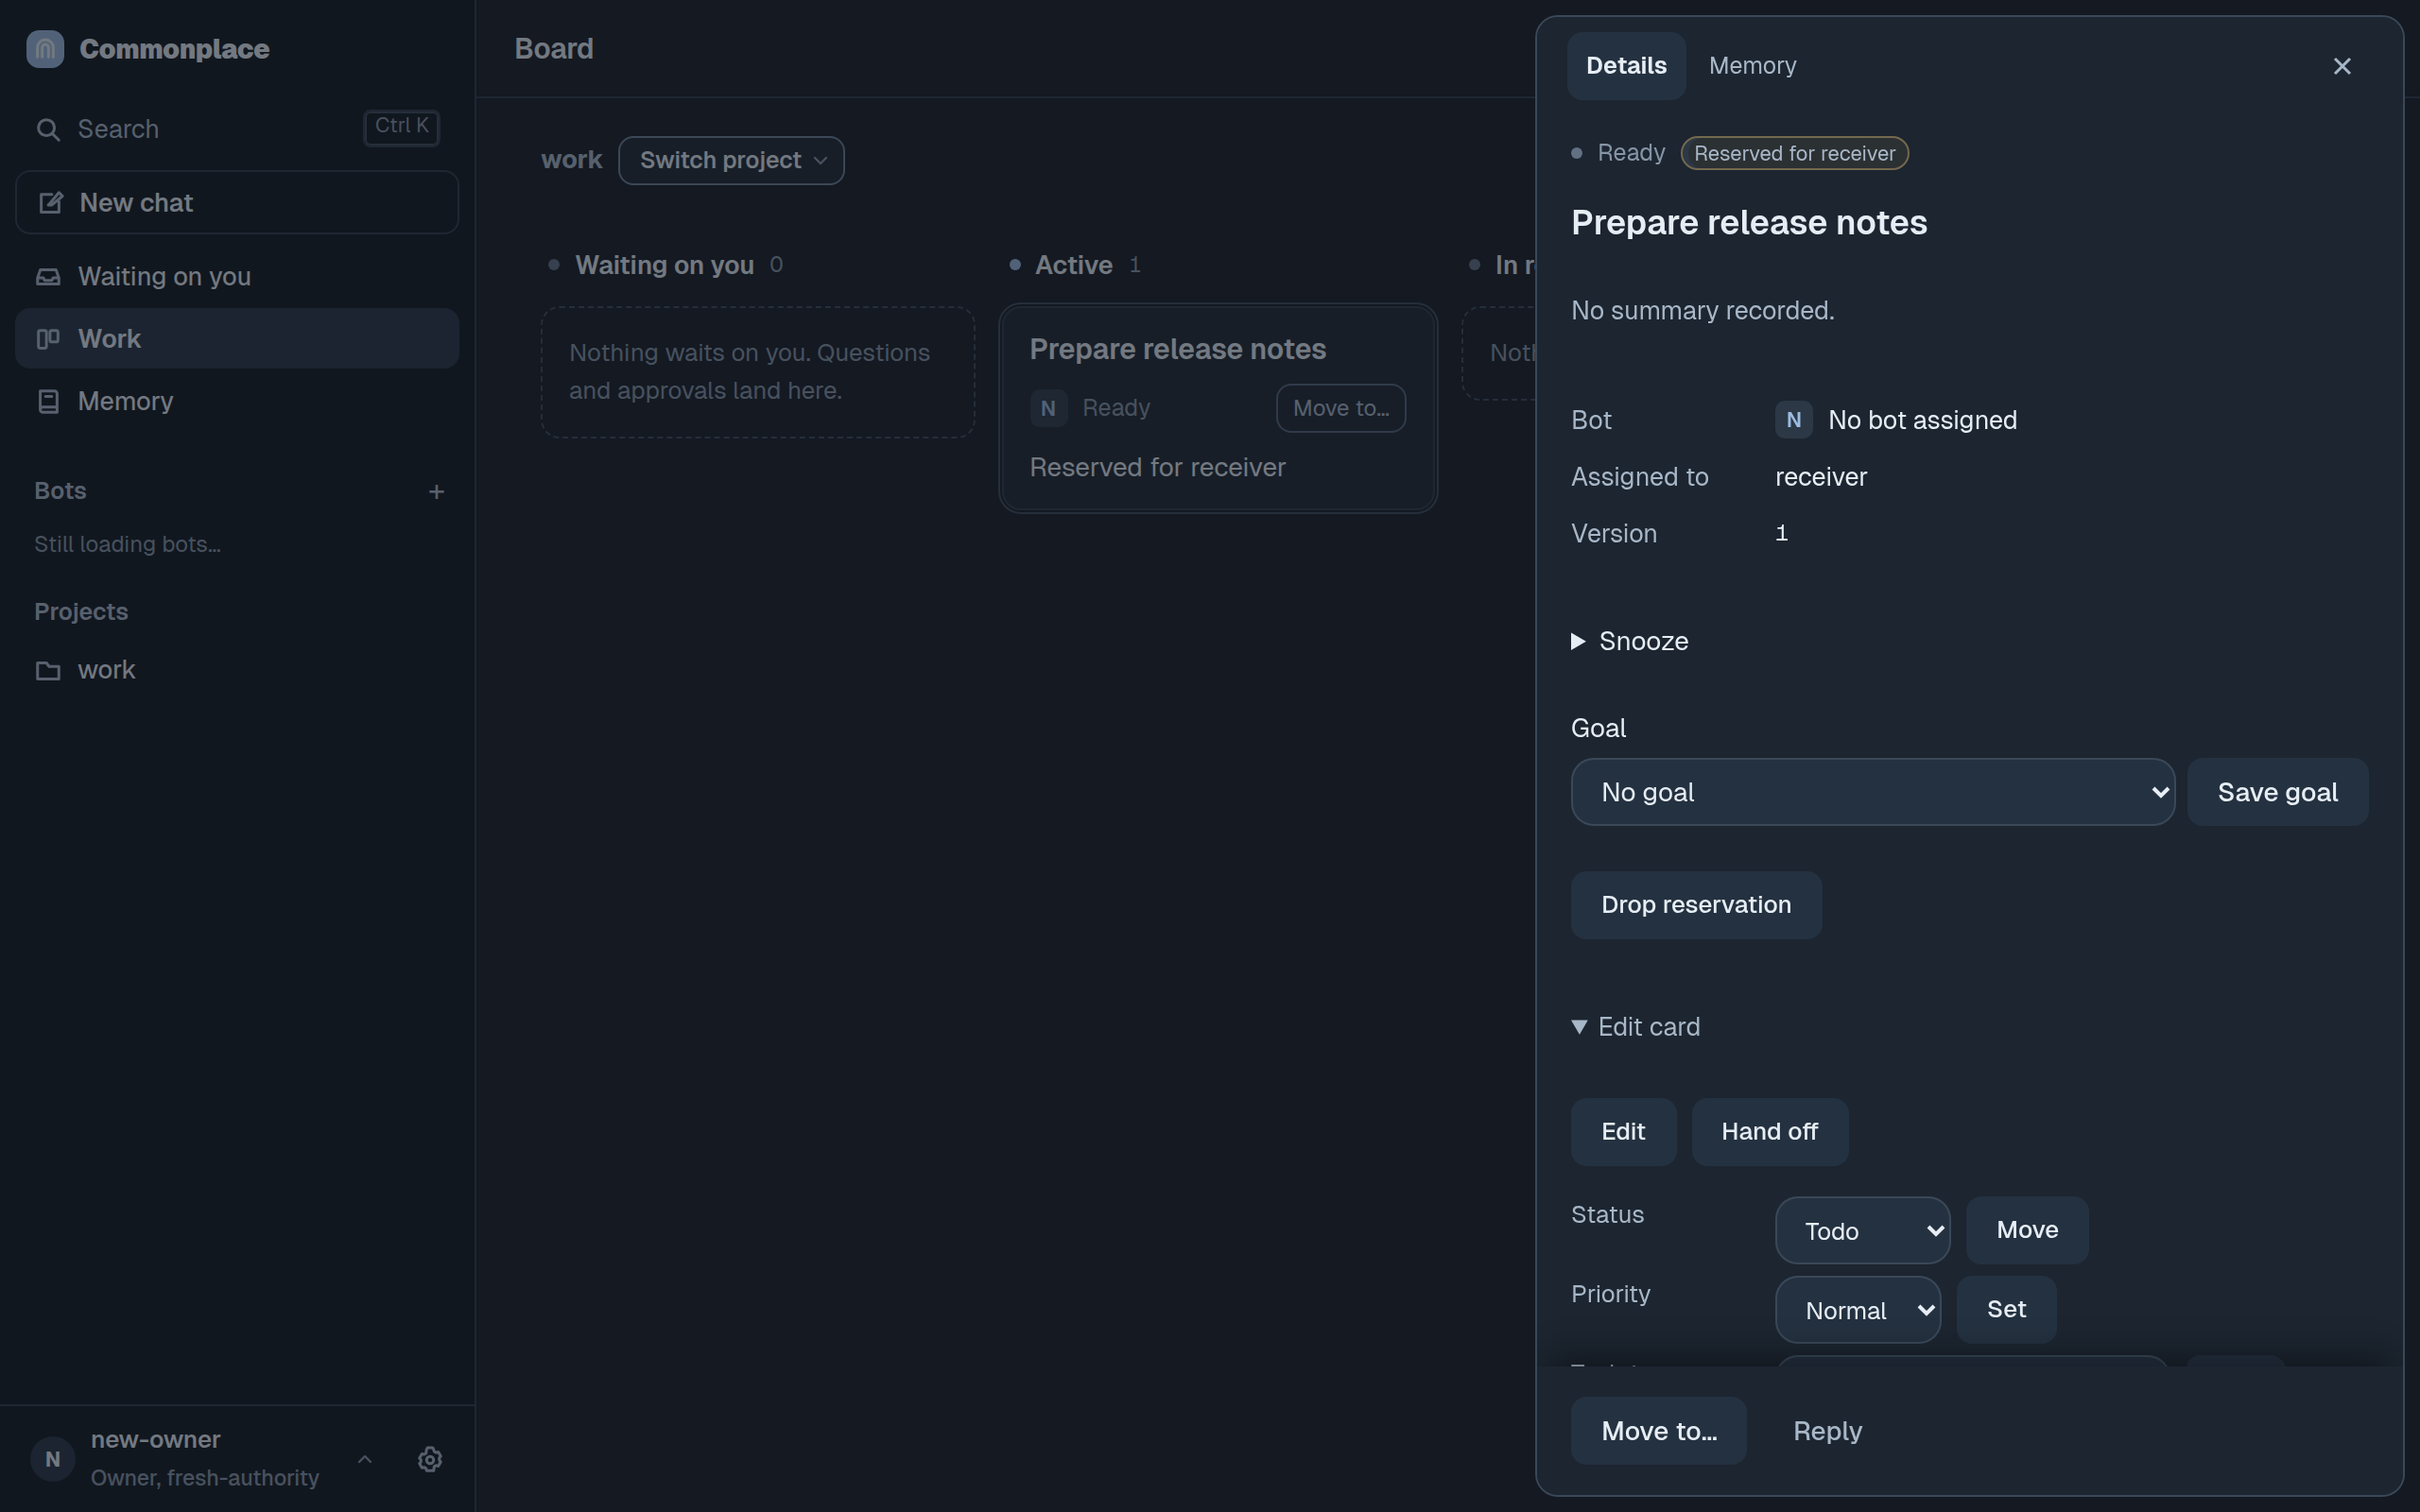 Commonplace
Search
Ctrl K
New chat
Waiting on you
Work
Memory
Bots
+
Still loading bots…
Projects
work
N
new-owner
Owner, fresh-authority
Board
work
Switch project
Waiting on you 0
Nothing waits on you. Questions
and approvals land here.
Active 1
Prepare release notes
N Ready
Move to…
Reserved for receiver
Details
Memory
Ready
Reserved for receiver
Prepare release notes
No summary recorded.
Bot
N No bot assigned
Assigned to
receiver
Version
1
Snooze
Goal
No goal
Save goal
Drop reservation
Edit card
Edit
Hand off
Status
Todo
Move
Priority
Normal
Set
Move to…
Reply